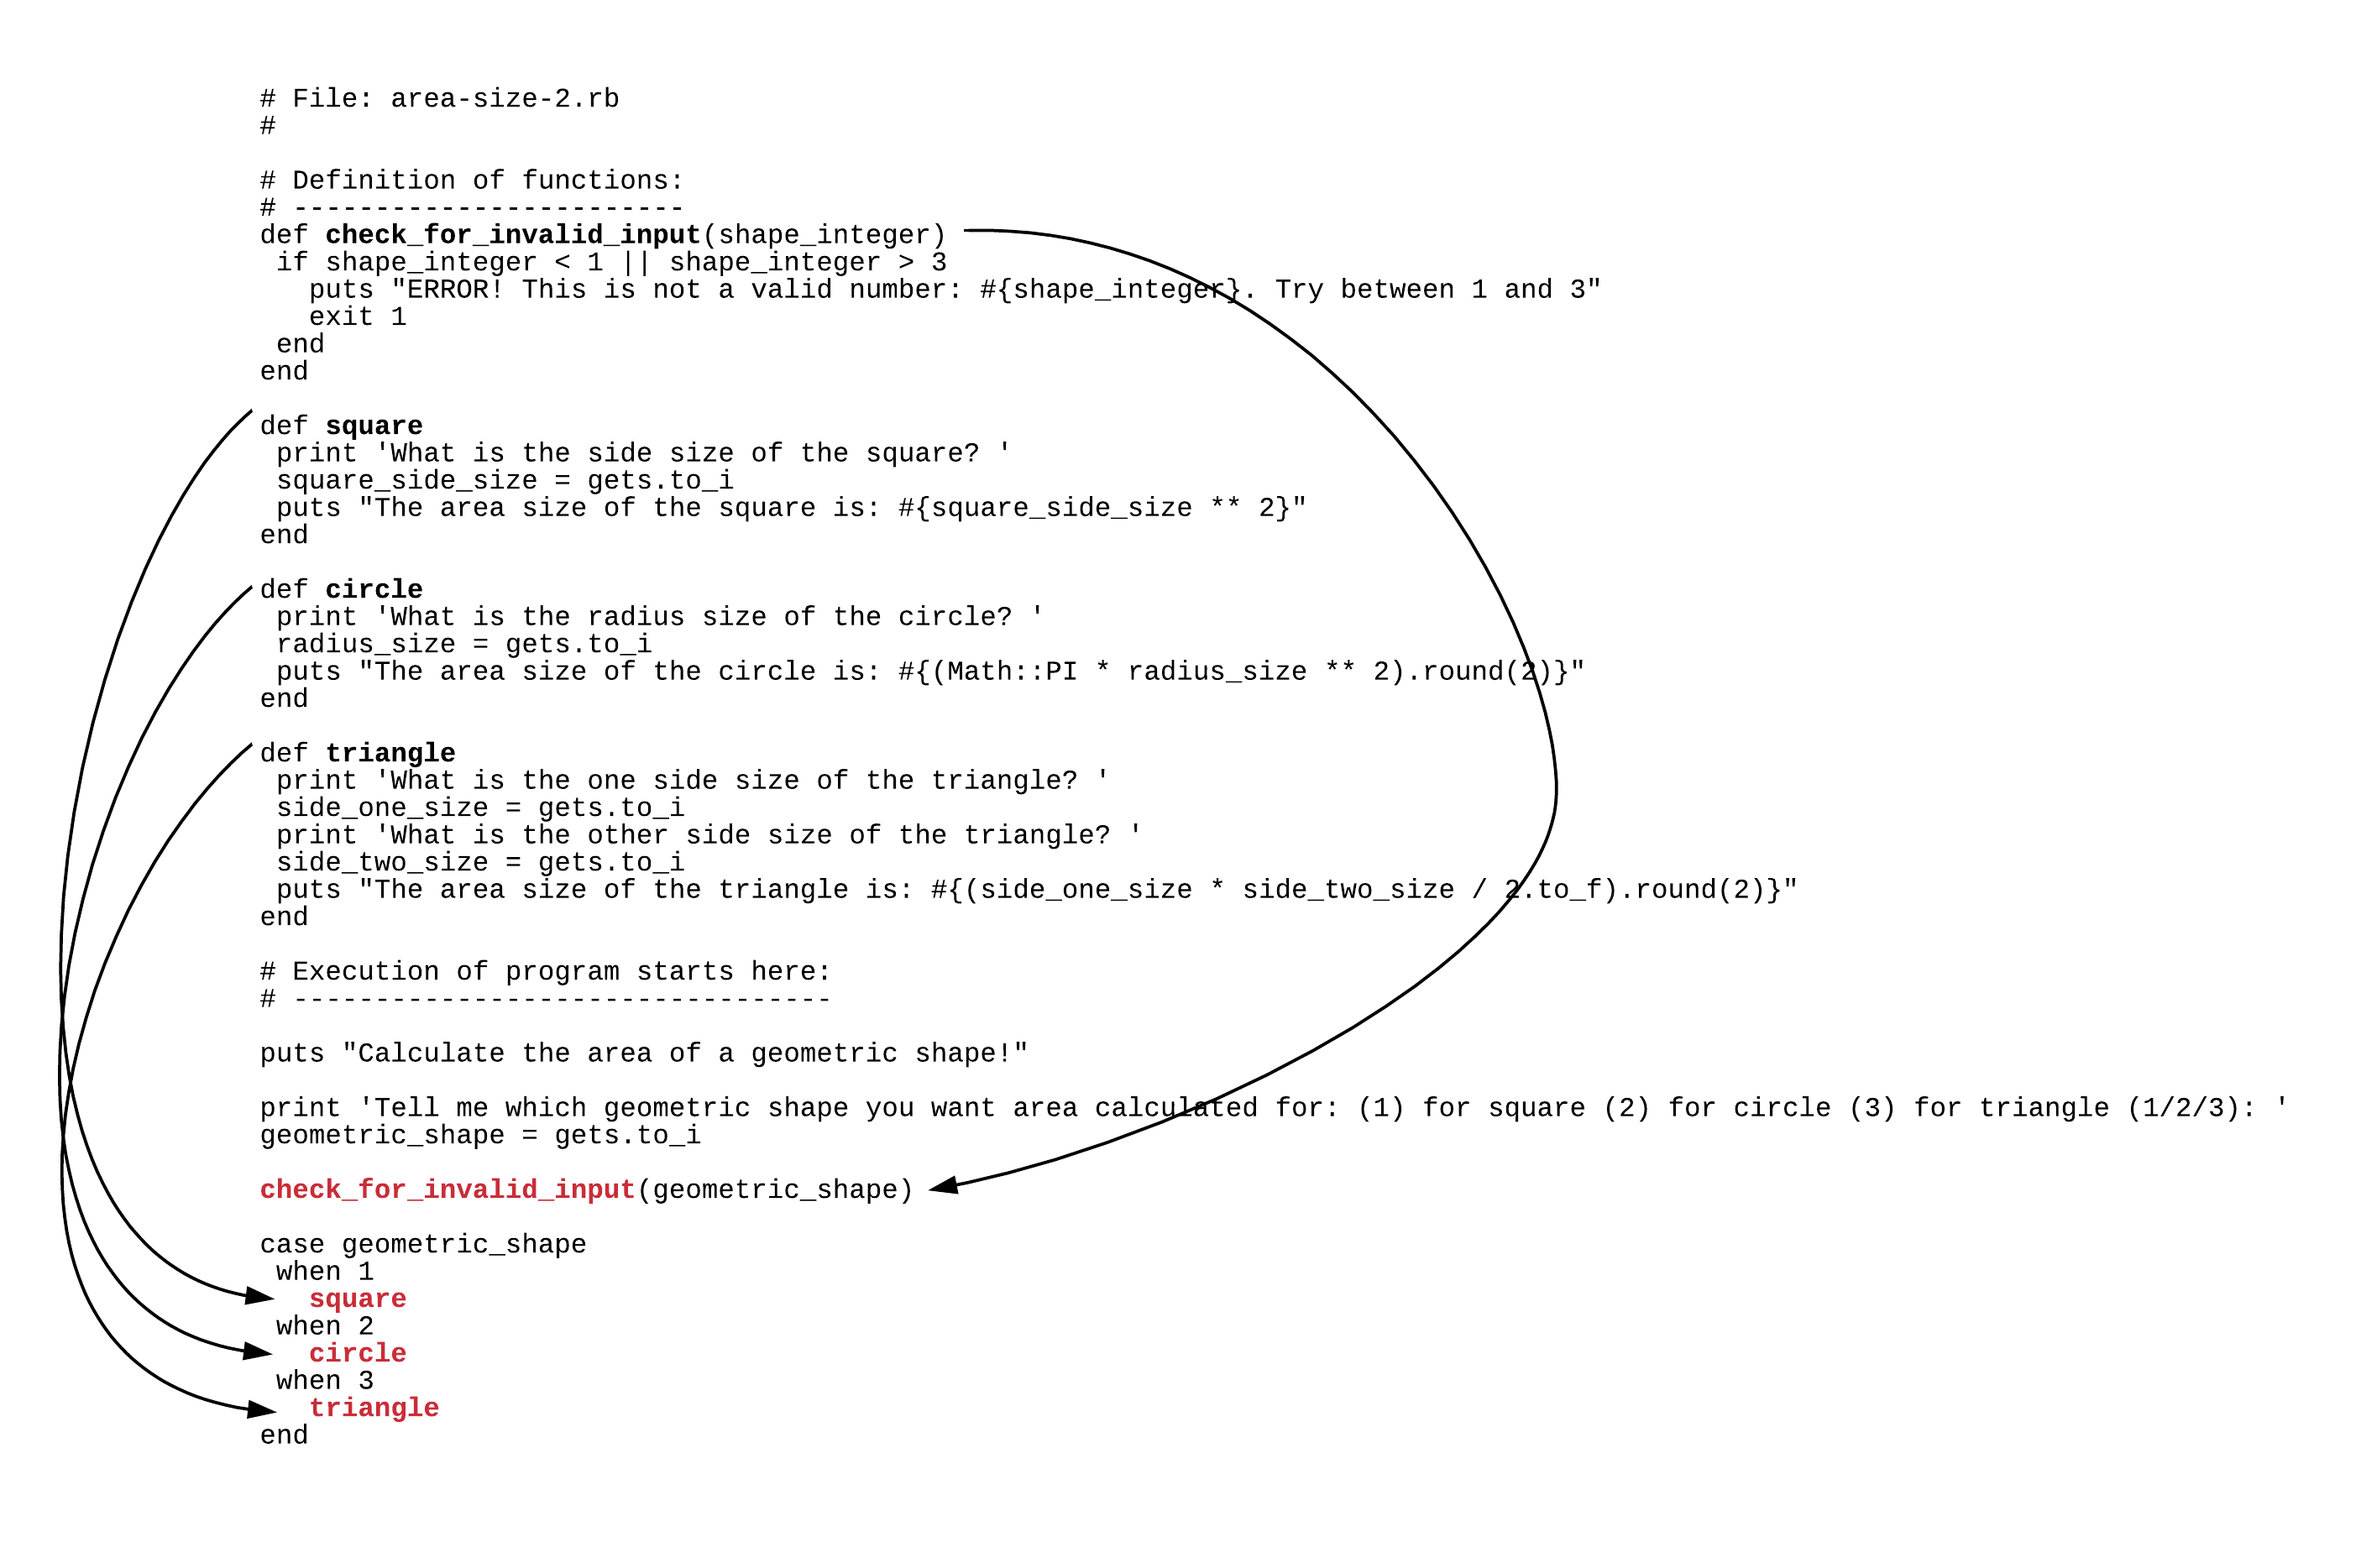 # File: area-size-2.rb
#
# Definition of functions:
# ------------------------
def check_for_invalid_input(shape_integer)
 if shape_integer < 1 || shape_integer > 3
   puts "ERROR! This is not a valid number: #{shape_integer}. Try between 1 and 3"
   exit 1
 end
end
def square
 print 'What is the side size of the square? '
 square_side_size = gets.to_i
 puts "The area size of the square is: #{square_side_size ** 2}"
end
def circle
 print 'What is the radius size of the circle? '
 radius_size = gets.to_i
 puts "The area size of the circle is: #{(Math::PI * radius_size ** 2).round(2)}"
end
def triangle
 print 'What is the one side size of the triangle? '
 side_one_size = gets.to_i
 print 'What is the other side size of the triangle? '
 side_two_size = gets.to_i
 puts "The area size of the triangle is: #{(side_one_size * side_two_size / 2.to_f).round(2)}"
end
# Execution of program starts here:
# ---------------------------------
puts "Calculate the area of a geometric shape!"
print 'Tell me which geometric shape you want area calculated for: (1) for square (2) for circle (3) for triangle (1/2/3): '
geometric_shape = gets.to_i
check_for_invalid_input(geometric_shape)
case geometric_shape
 when 1
   square
 when 2
   circle
 when 3
   triangle
end